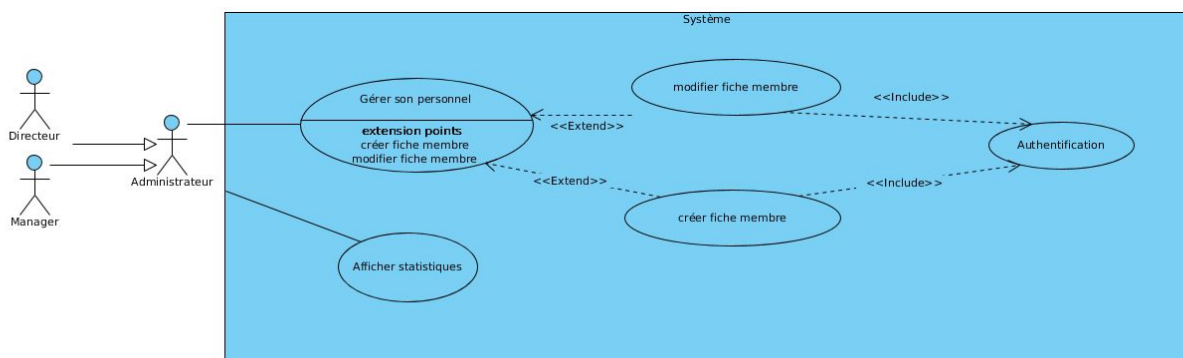 Système
Directeur
Manager
Administrateur
Gérer son personnel
extension points
créer fiche membre
modifier fiche membre
<<Extend>>
<<Extend>>
modifier fiche membre
créer fiche membre
<<Include>>
<<Include>>
Authentification
Afficher statistiques